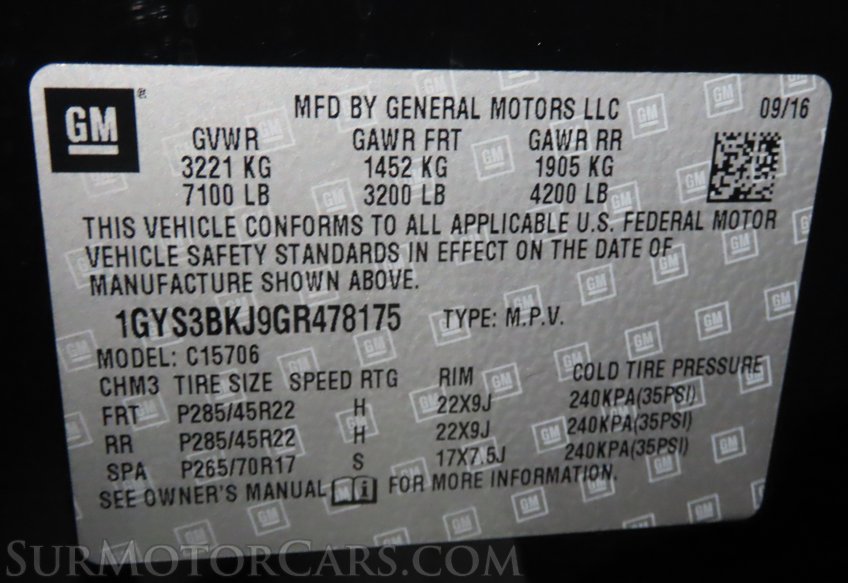 GM ®
MFD BY GENERAL MOTORS LLC 09/16
GVWR GAWR FRT GAWR RR
3221 KG 1452 KG 1905 KG
7100 LB 3200 LB 4200 LB
THIS VEHICLE CONFORMS TO ALL APPLICABLE U.S. FEDERAL MOTOR
VEHICLE SAFETY STANDARDS IN EFFECT ON THE DATE OF
MANUFACTURE SHOWN ABOVE.
1GYS3BKJ9GR478175 TYPE: M.P.V.
MODEL: C15706
CHM3 TIRE SIZE SPEED RTG RIM COLD TIRE PRESSURE
FRT P285/45R22 H 22X9J 240KPA(35PSI)
RR P285/45R22 H 22X9J 240KPA(35PSI)
SPA P265/70R17 S 17X7.5J 240KPA(35PSI)
SEE OWNER'S MANUAL FOR MORE INFORMATION.
SurMotorCars.com